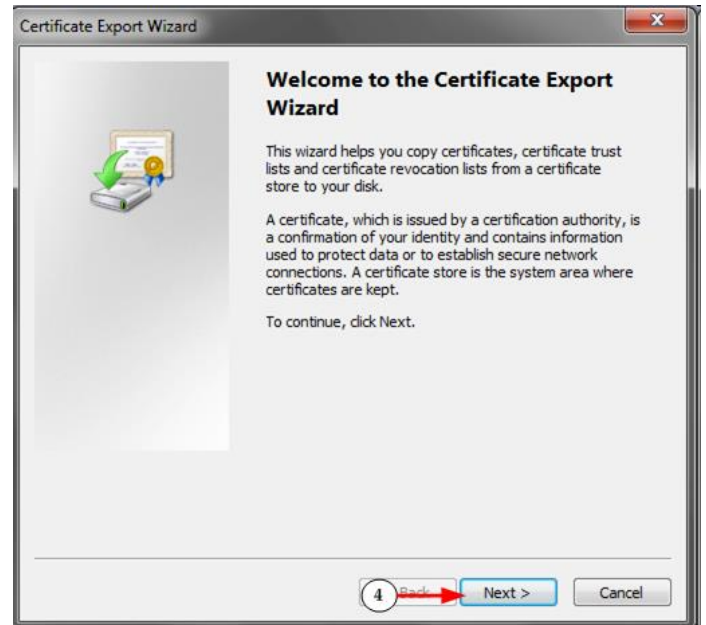 Certificate Export Wizard
Welcome to the Certificate Export
Wizard
This wizard helps you copy certificates, certificate trust
lists and certificate revocation lists from a certificate
store to your disk.
A certificate, which is issued by a certification authority, is
a confirmation of your identity and contains information
used to protect data or to establish secure network
connections. A certificate store is the system area where
certificates are kept.
To continue, click Next.
4 Back Next > Cancel